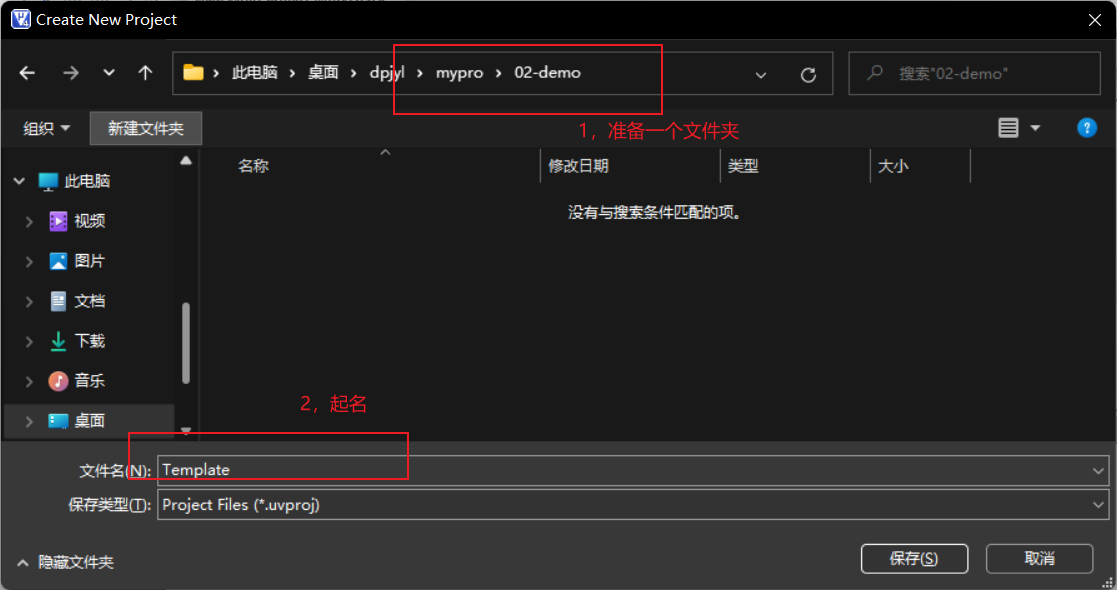 Create New Project
此电脑 › 桌面 › dpjyl › mypro › 02-demo
搜索"02-demo"
组织
新建文件夹
1，准备一个文件夹
名称
修改日期
类型
大小
此电脑
没有与搜索条件匹配的项。
视频
图片
文档
下载
音乐
2，起名
桌面
文件名(N):
Template
保存类型(T):
Project Files (*.uvproj)
隐藏文件夹
保存(S)
取消